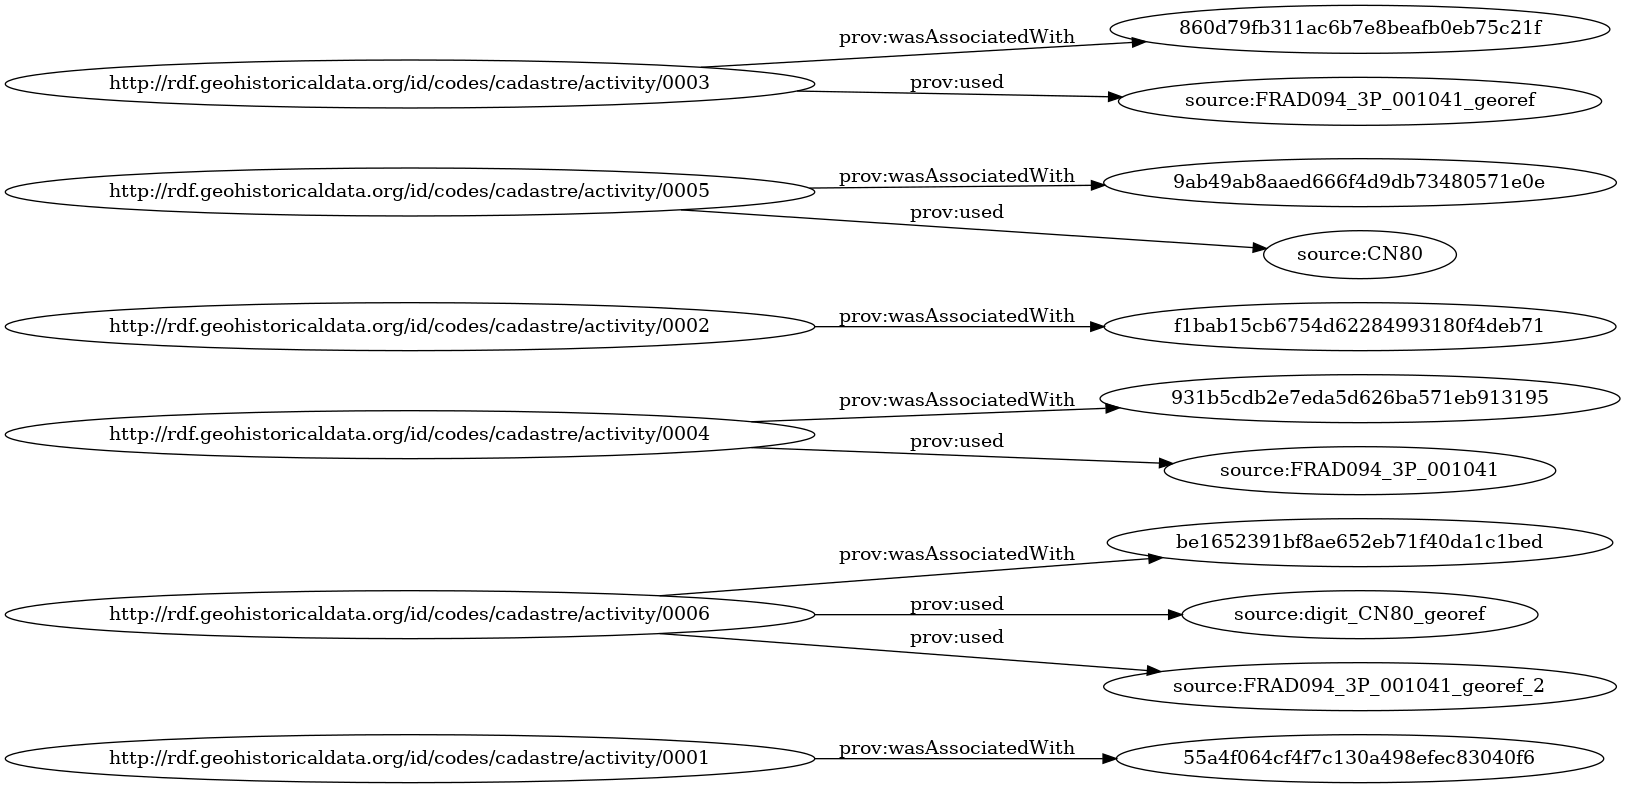 prov:wasAssociatedWith
860d79fb311ac6b7e8beafb0eb75c21f
http://rdf.geohistoricaldata.org/id/codes/cadastre/activity/0003
prov:used
source:FRAD094_3P_001041_georef
prov:wasAssociatedWith
9ab49ab8aaed666f4d9db73480571e0e
http://rdf.geohistoricaldata.org/id/codes/cadastre/activity/0005
prov:used
source:CN80
http://rdf.geohistoricaldata.org/id/codes/cadastre/activity/0002
prov:wasAssociatedWith
f1bab15cb6754d62284993180f4deb71
prov:wasAssociatedWith
931b5cdb2e7eda5d626ba571eb913195
http://rdf.geohistoricaldata.org/id/codes/cadastre/activity/0004
prov:used
source:FRAD094_3P_001041
prov:wasAssociatedWith
be1652391bf8ae652eb71f40da1c1bed
http://rdf.geohistoricaldata.org/id/codes/cadastre/activity/0006
prov:used
source:digit_CN80_georef
prov:used
source:FRAD094_3P_001041_georef_2
http://rdf.geohistoricaldata.org/id/codes/cadastre/activity/0001
prov:wasAssociatedWith
55a4f064cf4f7c130a498efec83040f6